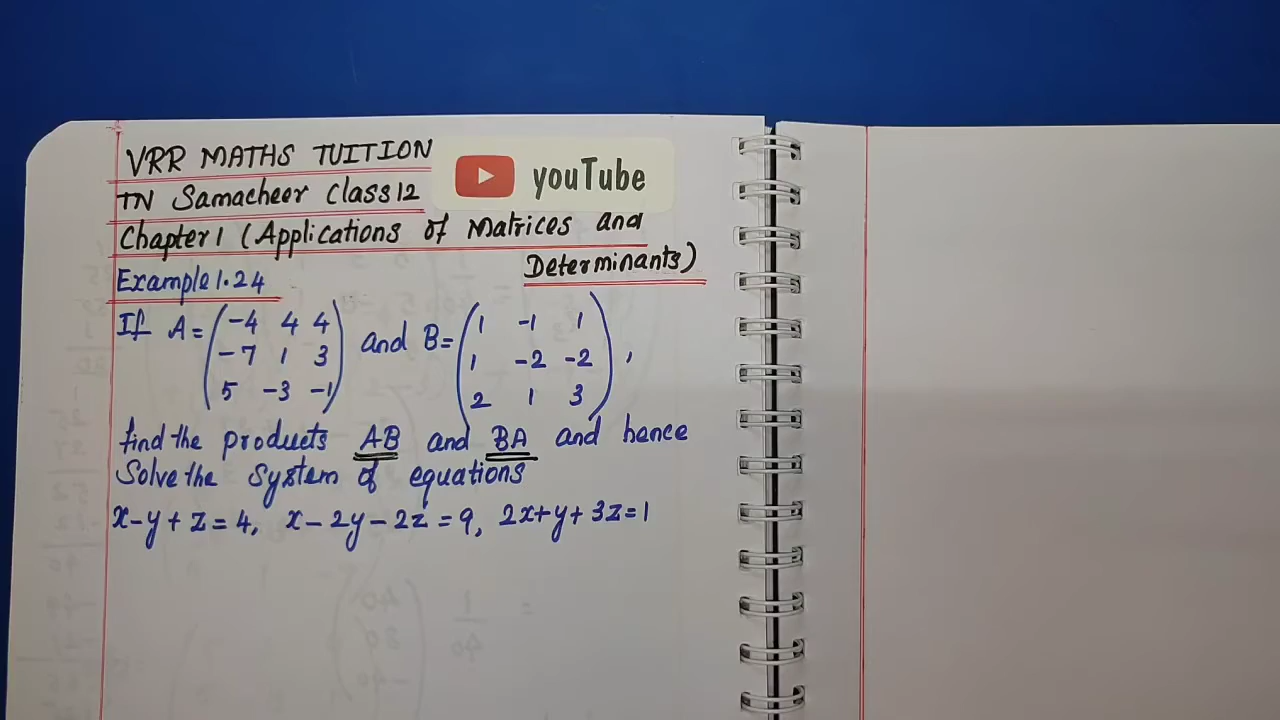 VRR MATHS TUITION
youTube
TN Samacheer Class 12
Chapter 1 (Applications of Matrices and
Determinants)
Example 1.24
If A = (-4 4 4
-7 1 3
5 -3 -1) and B = (1 -1 1
1 -2 -2
2 1 3),
find the products AB and BA and hence
Solve the System of equations
x-y+z=4, x-2y-2z=9, 2x+y+3z=1